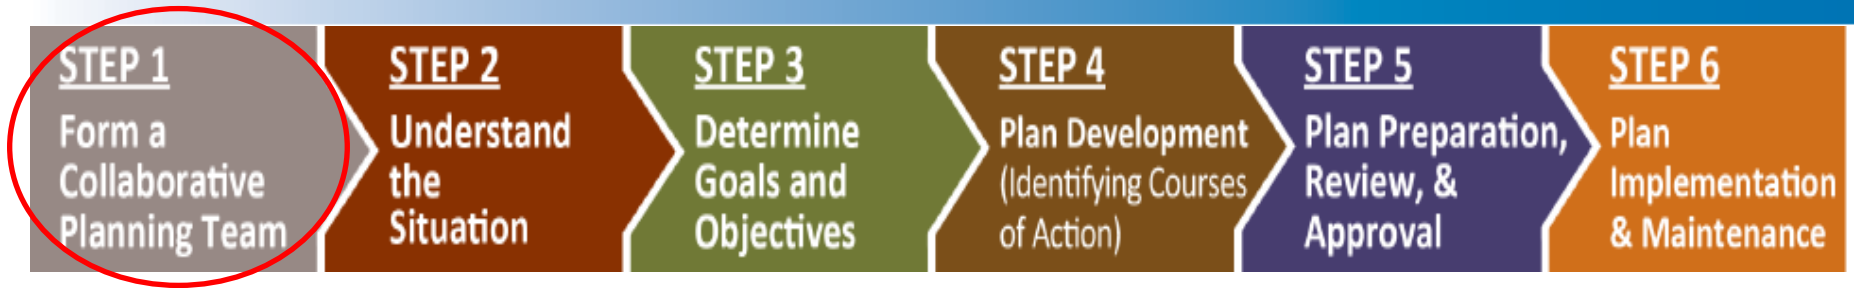 STEP 1
Form a
Collaborative
Planning Team
STEP 2
Understand
the
Situation
STEP 3
Determine
Goals and
Objectives
STEP 4
Plan Development
(Identifying Courses
of Action)
STEP 5
Plan Preparation,
Review, &
Approval
STEP 6
Plan
Implementation
& Maintenance